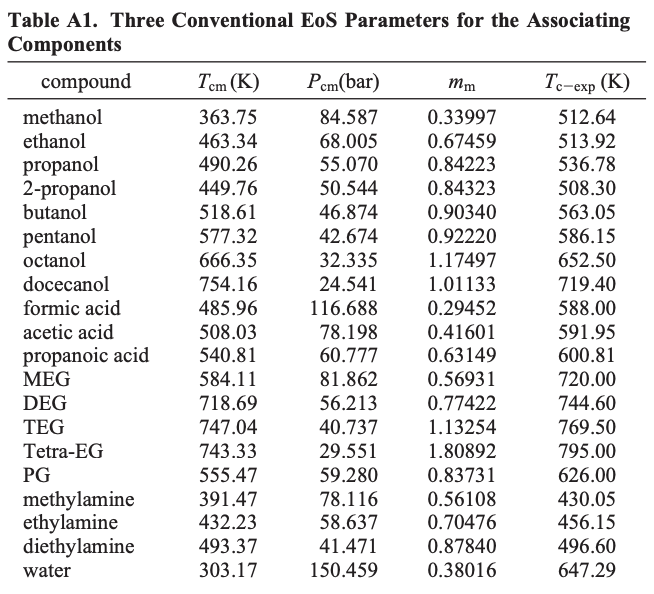 Table A1. Three Conventional EoS Parameters for the Associating
Components
compound Tcm (K) Pcm(bar) mm Tc−exp (K)
methanol 363.75 84.587 0.33997 512.64
ethanol 463.34 68.005 0.67459 513.92
propanol 490.26 55.070 0.84223 536.78
2-propanol 449.76 50.544 0.84323 508.30
butanol 518.61 46.874 0.90340 563.05
pentanol 577.32 42.674 0.92220 586.15
octanol 666.35 32.335 1.17497 652.50
docecanol 754.16 24.541 1.01133 719.40
formic acid 485.96 116.688 0.29452 588.00
acetic acid 508.03 78.198 0.41601 591.95
propanoic acid 540.81 60.777 0.63149 600.81
MEG 584.11 81.862 0.56931 720.00
DEG 718.69 56.213 0.77422 744.60
TEG 747.04 40.737 1.13254 769.50
Tetra-EG 743.33 29.551 1.80892 795.00
PG 555.47 59.280 0.83731 626.00
methylamine 391.47 78.116 0.56108 430.05
ethylamine 432.23 58.637 0.70476 456.15
diethylamine 493.37 41.471 0.87840 496.60
water 303.17 150.459 0.38016 647.29